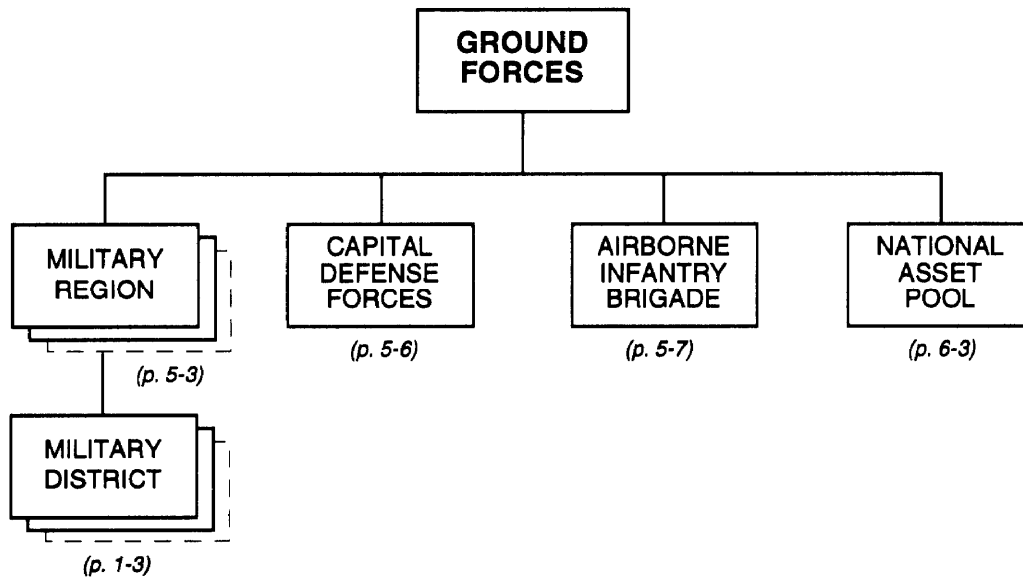 GROUND
FORCES
MILITARY
REGION
(p. 5-3)
MILITARY
DISTRICT
(p. 1-3)
CAPITAL
DEFENSE
FORCES
(p. 5-6)
AIRBORNE
INFANTRY
BRIGADE
(p. 5-7)
NATIONAL
ASSET
POOL
(p. 6-3)